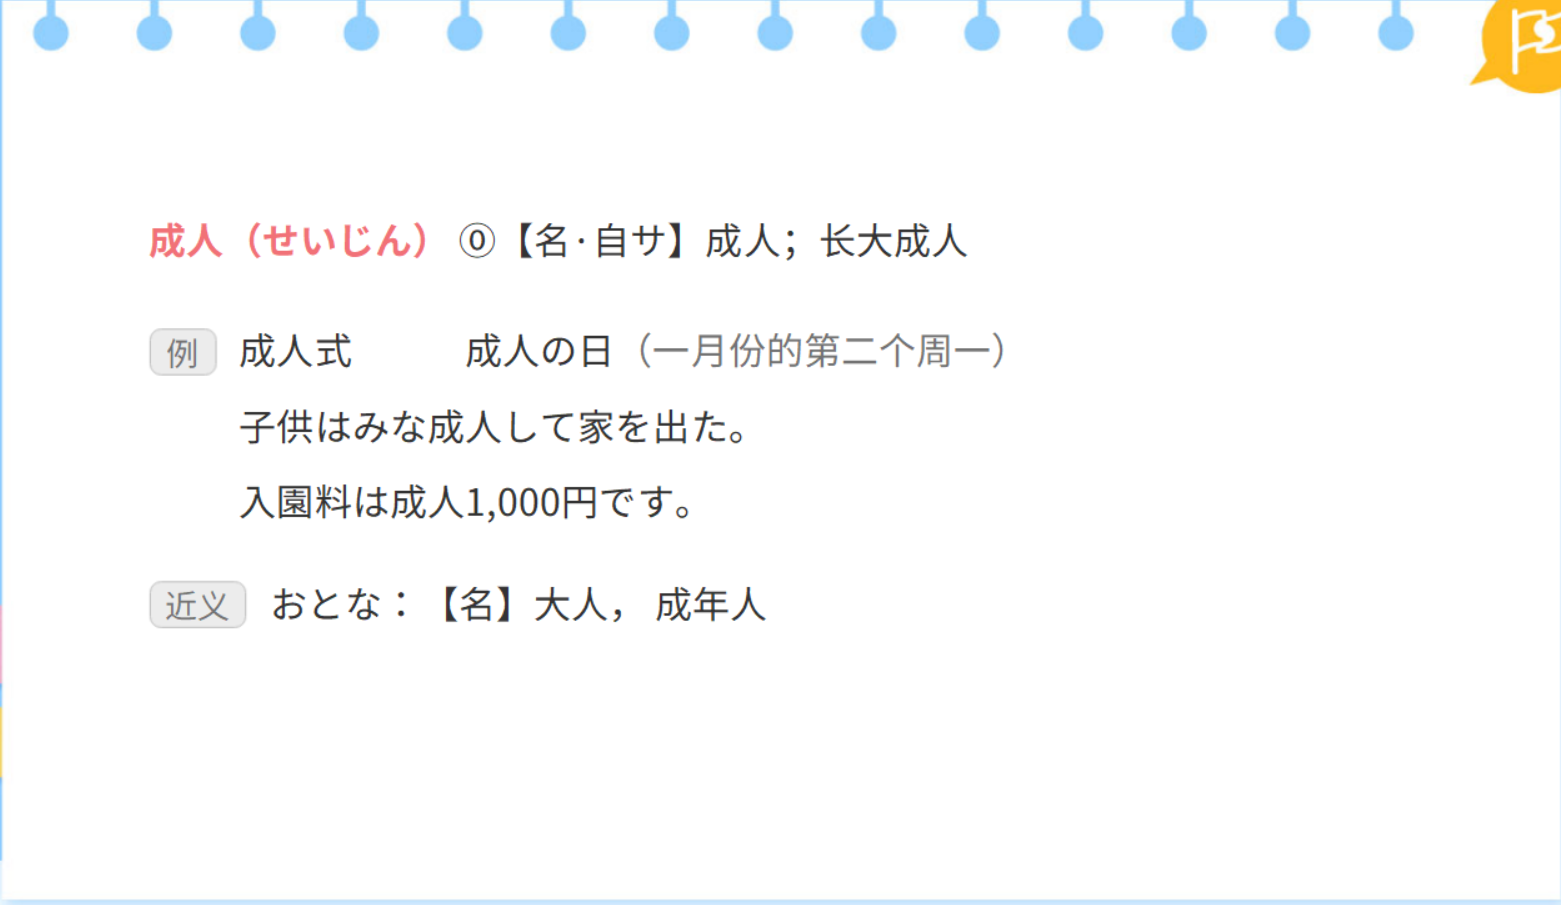 成人（せいじん） ⓪【名·自サ】成人；长大成人
例 成人式 成人の日（一月份的第二个周一）
子供はみな成人して家を出た。
入園料は成人1,000円です。
近义 おとな：【名】大人， 成年人